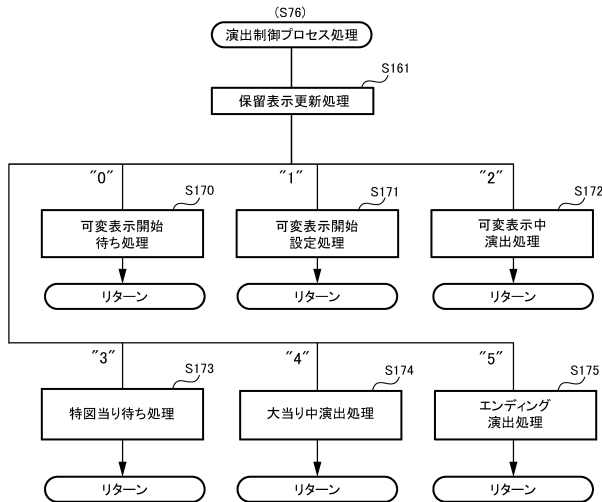 (S76)
演出制御プロセス処理
S161
保留表示更新処理
"0"
"1"
"2"
S170
S171
S172
可変表示開始
待ち処理
可変表示開始
設定処理
可変表示中
演出処理
リターン
リターン
リターン
"3"
"4"
"5"
S173
S174
S175
特図当り待ち処理
大当り中演出処理
エンディング
演出処理
リターン
リターン
リターン